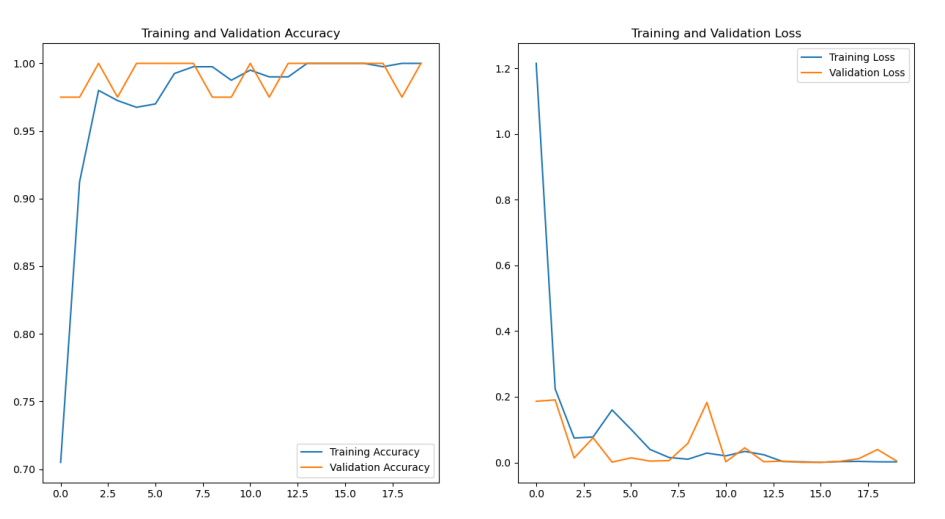 Training and Validation Accuracy
1.00
0.95
0.90
0.85
0.80
0.75
0.70
0.0 2.5 5.0 7.5 10.0 12.5 15.0 17.5
Training Accuracy
Validation Accuracy
Training and Validation Loss
1.2
1.0
0.8
0.6
0.4
0.2
0.0
0.0 2.5 5.0 7.5 10.0 12.5 15.0 17.5
Training Loss
Validation Loss